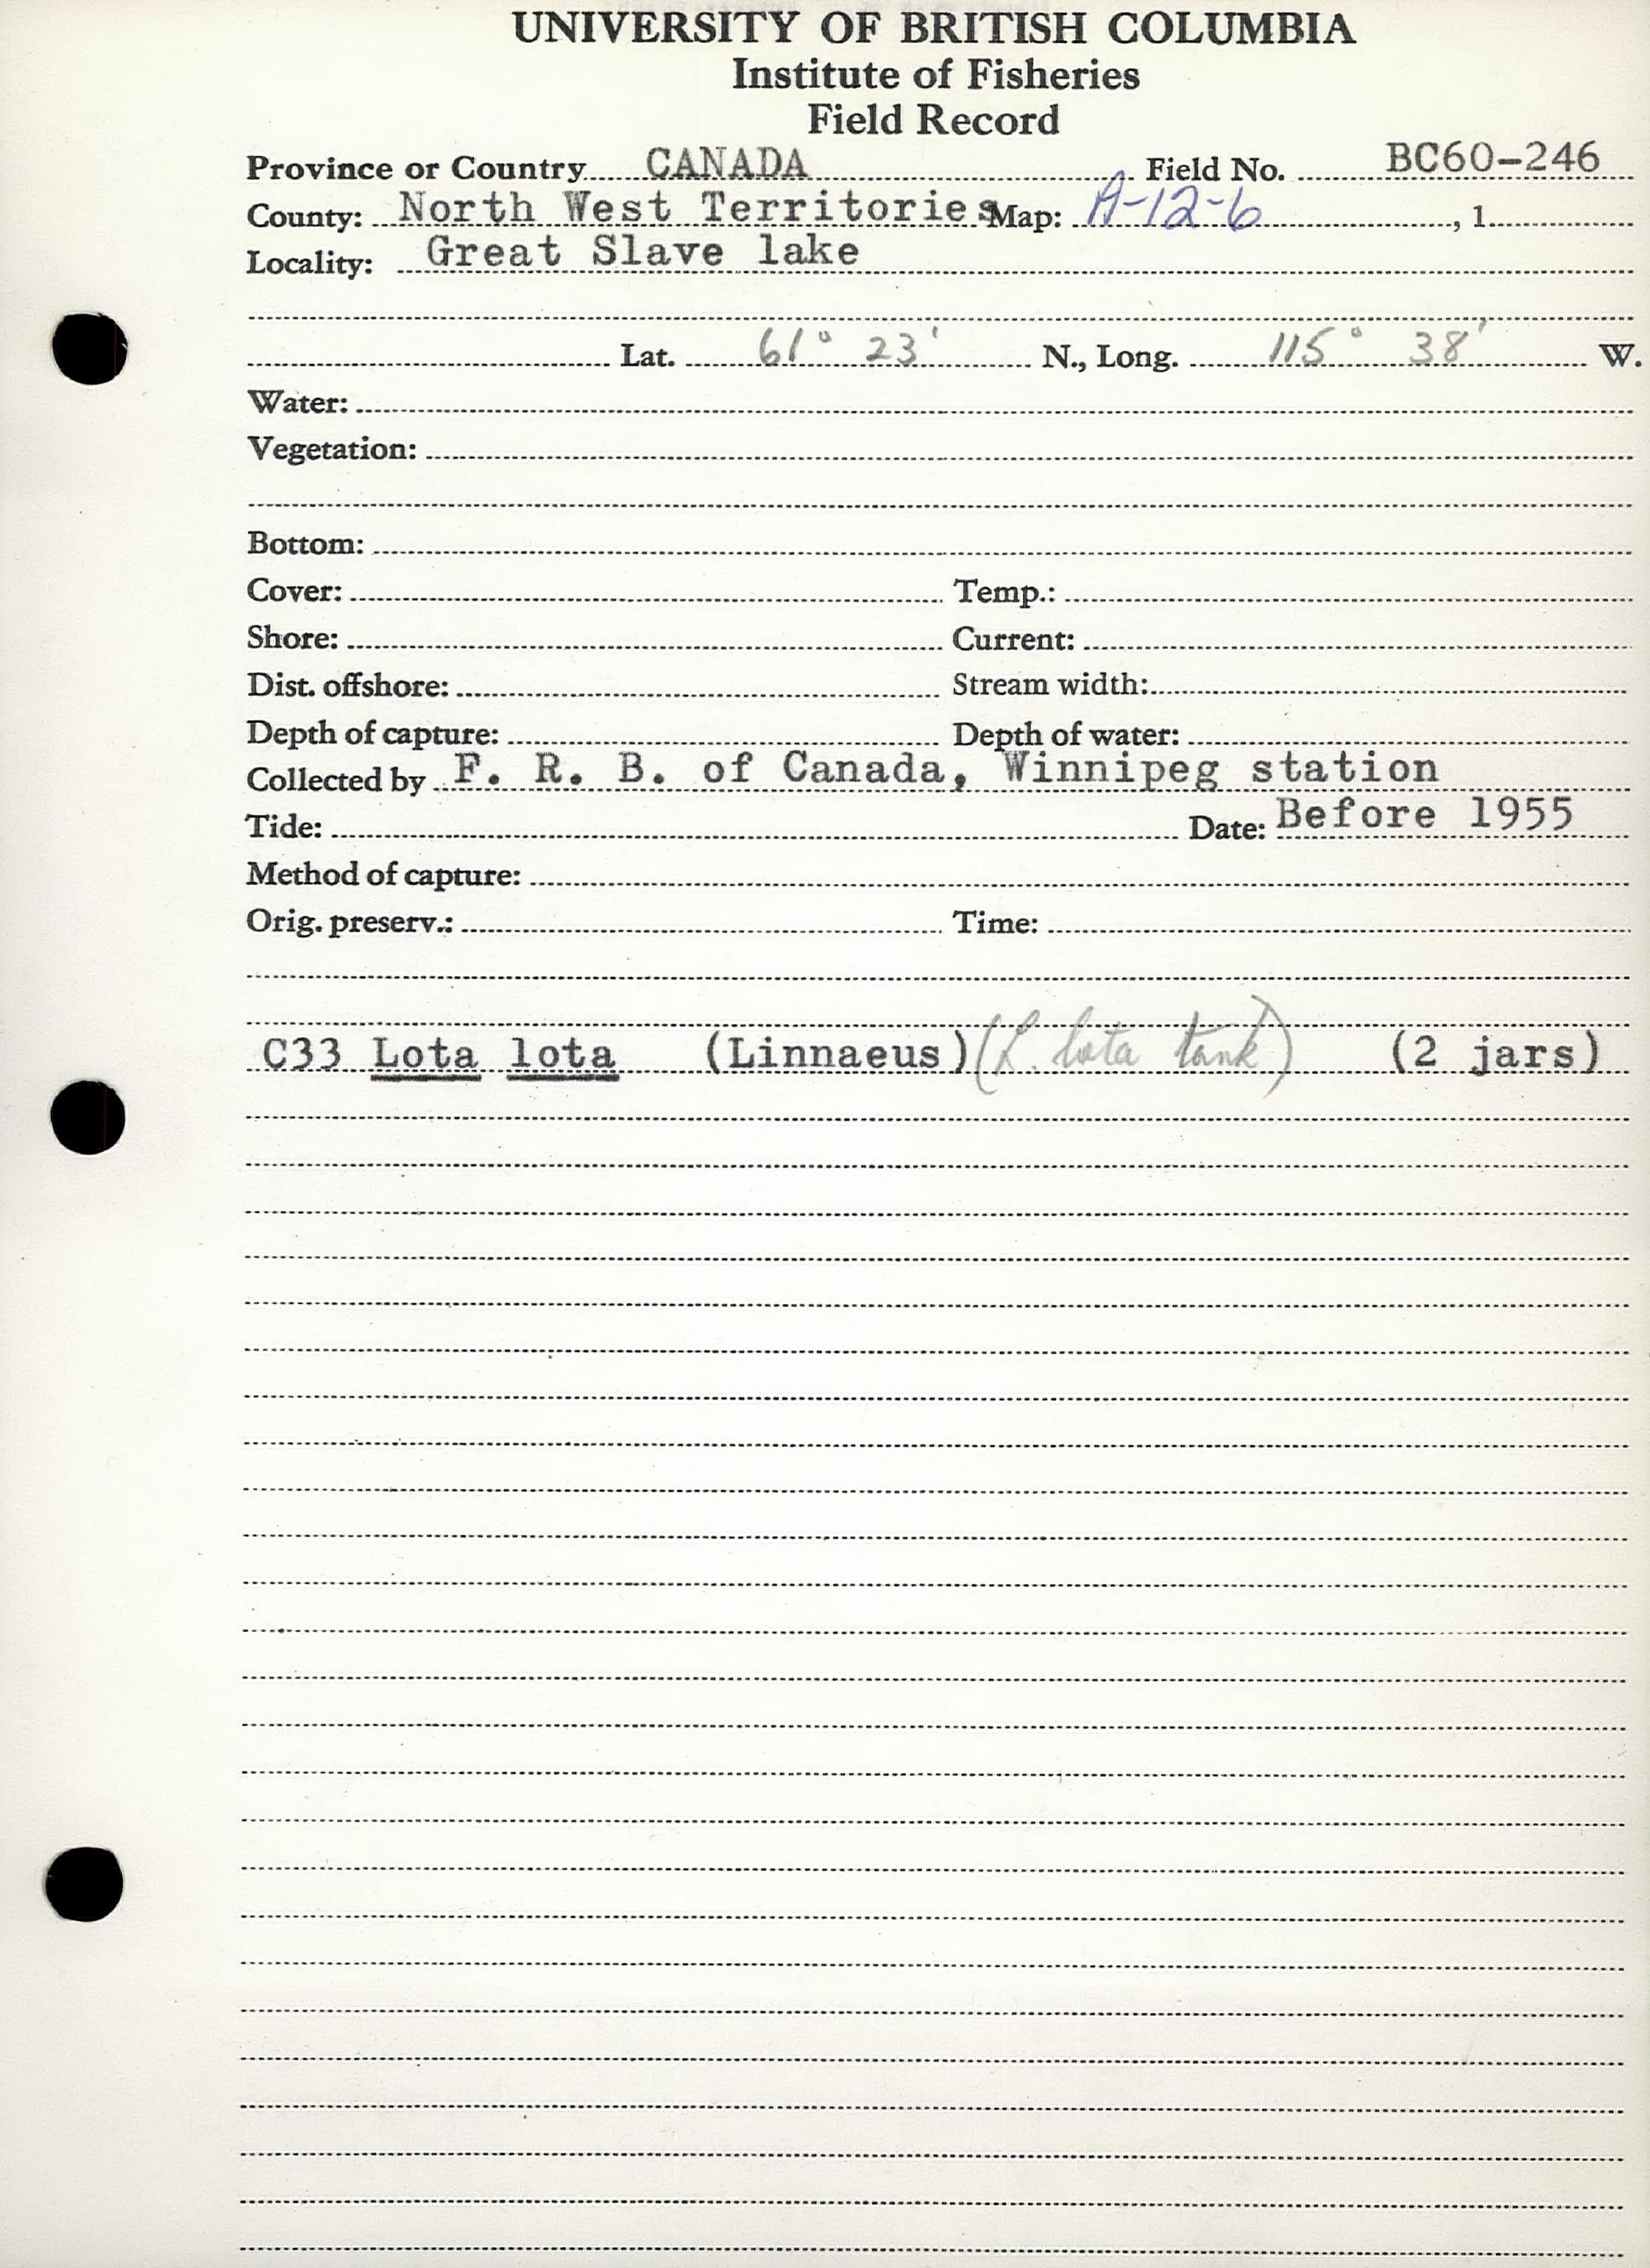 UNIVERSITY OF BRITISH COLUMBIA
Institute of Fisheries
Field Record
Province or Country CANADA Field No. BC60-246
County: North West Territories Map: A-12-6 , 1
Locality: Great Slave lake
Lat. 61° 23' N., Long. 115° 38' W.
Water:
Vegetation:
Bottom:
Cover: Temp.:
Shore: Current:
Dist. offshore: Stream width:
Depth of capture: Depth of water:
Collected by F. R. B. of Canada, Winnipeg station
Tide: Date: Before 1955
Method of capture:
Orig. preserv.: Time:
C33 Lota lota (Linnaeus) (L. lota tank) (2 jars)